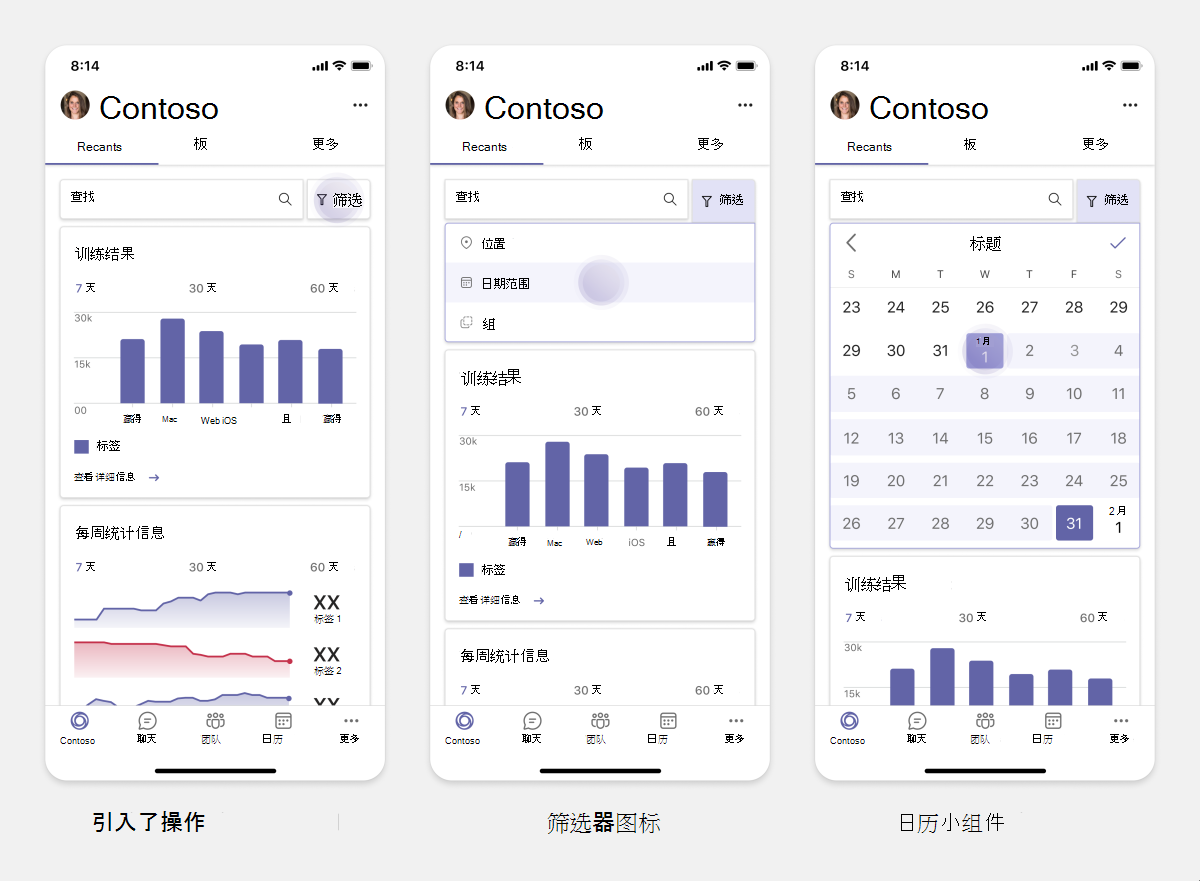 8:14
Contoso
Recants 板 更多
查找 筛选
训练结果
7 天 30 天 60 天
30k
15k
00
赢得 Mac Web iOS 且 赢得
标签
查看详细信息
每周统计信息
7 天 30 天 60 天
XX
标签 1
XX
标签 2
XX
Contoso 聊天 团队 日历 更多
引入了操作
8:14
Contoso
Recants 板 更多
查找 筛选
位置
日期范围
组
训练结果
7 天 30 天 60 天
30k
15k
/
赢得 Mac Web iOS 且 赢得
标签
查看详细信息
每周统计信息
7 天 30 天 60 天
Contoso 聊天 团队 日历 更多
筛选器图标
8:14
Contoso
Recants 板 更多
查找 筛选
标题
S M T W T F S
23 24 25 26 27 28 29
29 30 31 1月 1 2 3 4
5 6 7 8 9 10 11
12 13 14 15 16 17 18
19 20 21 22 23 24 25
26 27 28 29 30 31 2月 1
训练结果
7 天 30 天 60 天
30k
15k
Contoso 聊天 团队 日历 更多
日历小组件